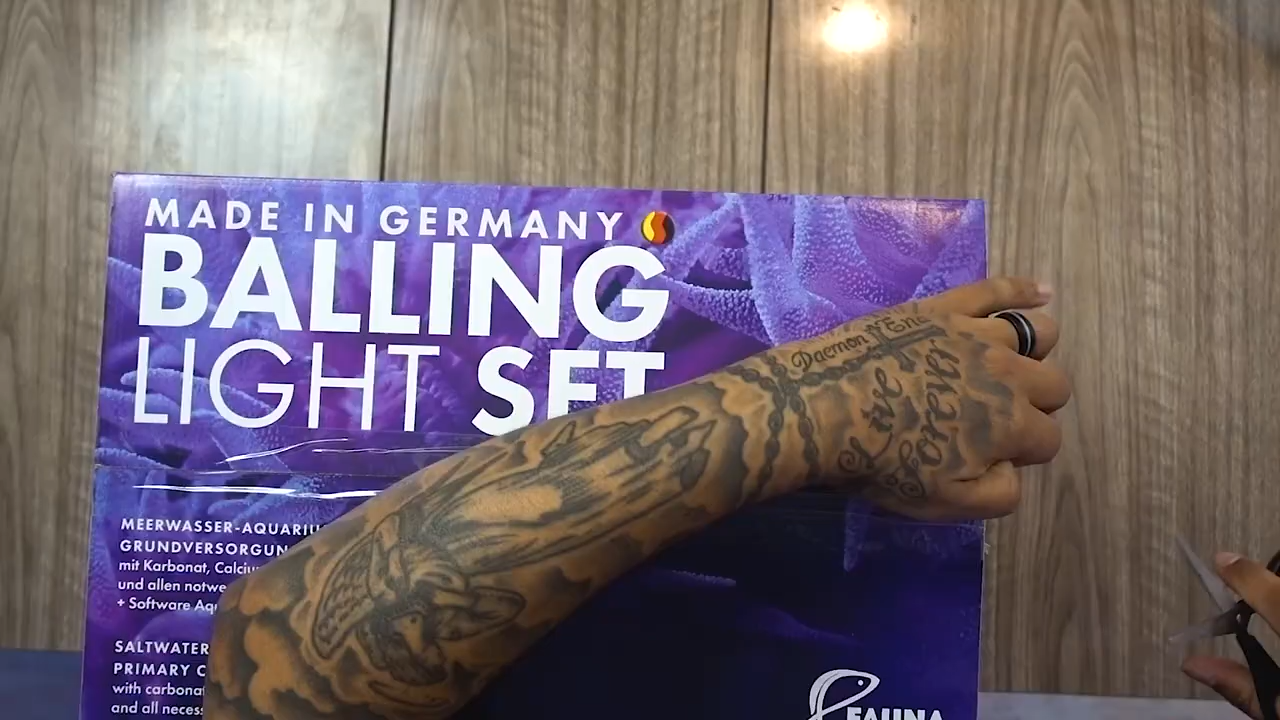 MADE IN GERMANY
BALLING
LIGHT SET
Daemon
Live
Forever
MEERWASSER-AQUARIU
GRUNDVERSORGUN
mit Karbonat, Calciu
und allen notwe
+ Software Aqu
SALTWATER
PRIMARY C
with carbonat
and all necess
FAUNA